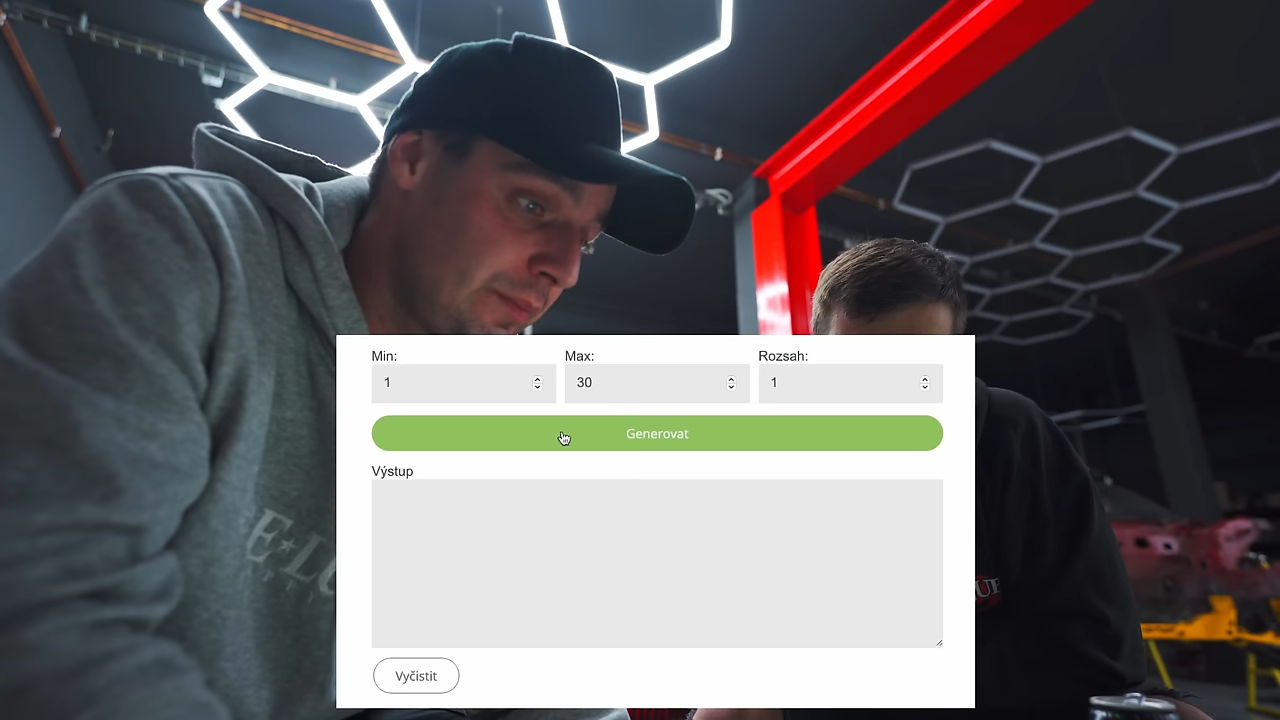 Min:
Max:
Rozsah:
1
30
1
Generovat
Výstup
Vyčistit